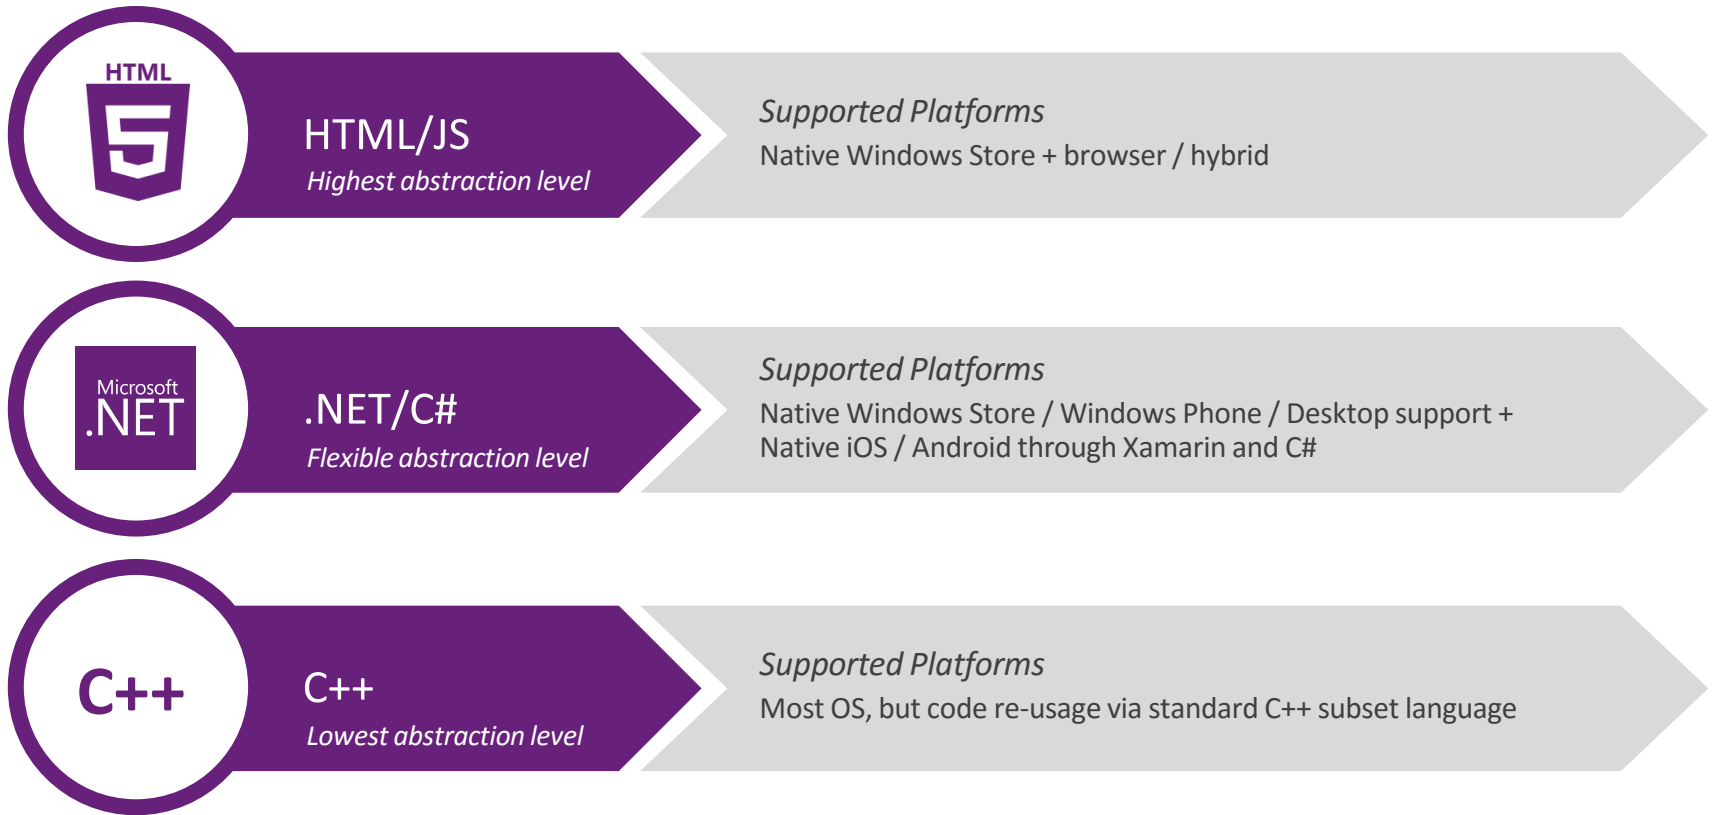 HTML
5
HTML/JS
Highest abstraction level
Supported Platforms
Native Windows Store + browser / hybrid
Microsoft
.NET
.NET/C#
Flexible abstraction level
Supported Platforms
Native Windows Store / Windows Phone / Desktop support +
Native iOS / Android through Xamarin and C#
C++
C++
Lowest abstraction level
Supported Platforms
Most OS, but code re-usage via standard C++ subset language